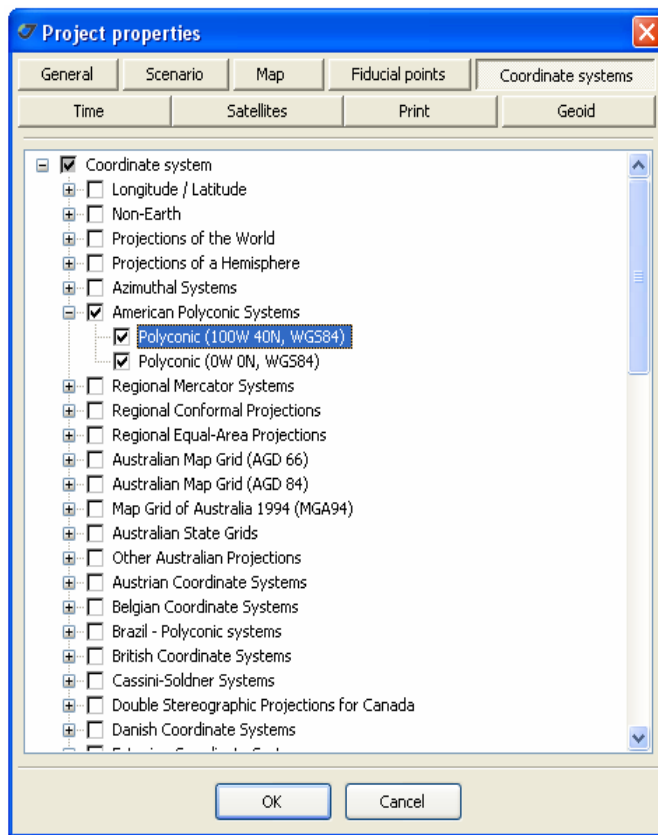 Project properties
General Scenario Map Fiducial points Coordinate systems
Time Satellites Print Geoid
Coordinate system
Longitude / Latitude
Non-Earth
Projections of the World
Projections of a Hemisphere
Azimuthal Systems
American Polyconic Systems
Polyconic (100W 40N, WGS84)
Polyconic (0W 0N, WGS84)
Regional Mercator Systems
Regional Conformal Projections
Regional Equal-Area Projections
Australian Map Grid (AGD 66)
Australian Map Grid (AGD 84)
Map Grid of Australia 1994 (MGA94)
Australian State Grids
Other Australian Projections
Austrian Coordinate Systems
Belgian Coordinate Systems
Brazil - Polyconic systems
British Coordinate Systems
Cassini-Soldner Systems
Double Stereographic Projections for Canada
Danish Coordinate Systems
OK Cancel